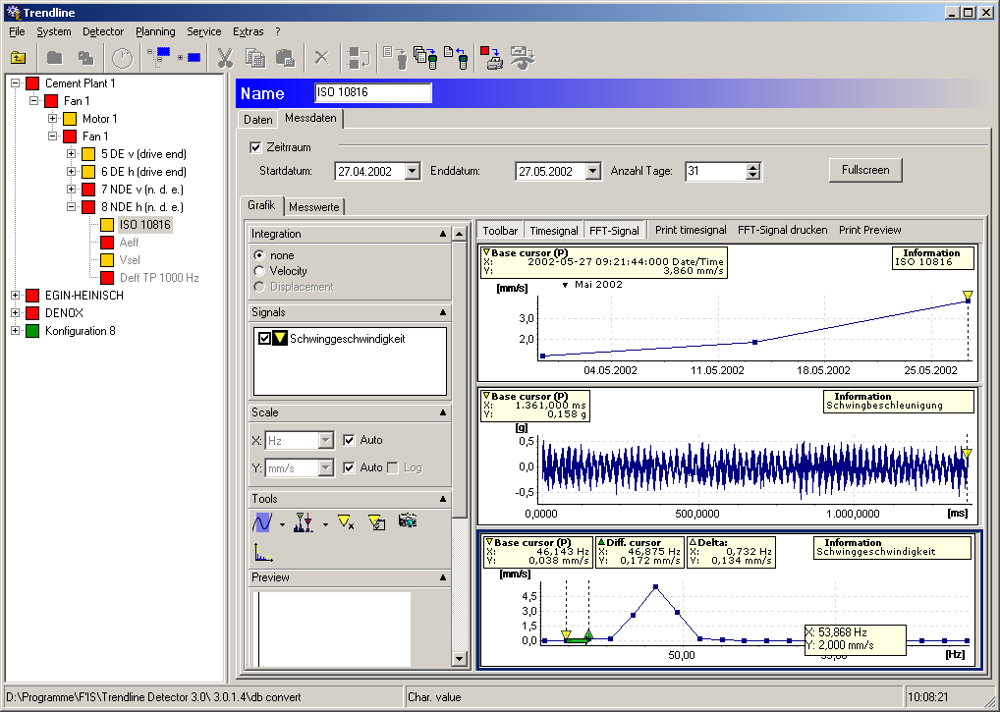 Trendline
File System Detector Planning Service Extras ?
Cement Plant 1
Fan 1
Motor 1
Fan 1
5 DE v (drive end)
6 DE h (drive end)
7 NDE v (n. d. e.)
8 NDE h (n. d. e.)
ISO 10816
Aeff
Vsel
Deff TP 1000 Hz
EGIN-HEINISCH
DENOX
Konfiguration 8
Name ISO 10816
Daten Messdaten
Zeitrraum
Startdatum: 27.04.2002 Enddatum: 27.05.2002 Anzahl Tage: 31 Fullscreen
Grafik Messwerte
Integration
none
Velocity
Displacement
Signals
Schwinggeschwindigkeit
Scale
X: Hz Auto
Y: mm/s Auto Log
Tools
Preview
Toolbar Timesignal FFT-Signal Print timesignal FFT-Signal drucken Print Preview
Base cursor (P)
X: 2002-05-27 09:21:44:000 Date/Time
Y: 3,860 mm/s
Information
ISO 10816
[mm/s] Mai 2002
3,0
2,0
04.05.2002 11.05.2002 18.05.2002 25.05.2002
Base cursor (P)
X: 1.361,000 ms
Y: 0,158 g
Information
Schwingbeschleunigung
[g]
0,5
0,0
-0,5
0,0000 500,0000 1.000,0000 [ms]
Base cursor (P)
X: 46,143 Hz
Y: 0,038 mm/s
Diff. cursor
X: 46,875 Hz
Y: 0,172 mm/s
Delta:
X: 0,732 Hz
Y: 0,134 mm/s
Information
Schwinggeschwindigkeit
[mm/s]
4,5
3,0
1,5
0,0
X: 53,868 Hz
Y: 2,000 mm/s
50,00 [Hz]
D:\Programme\F'IS\Trendline Detector 3.0\ 3.0.1.4\db convert Char. value 10:08:21